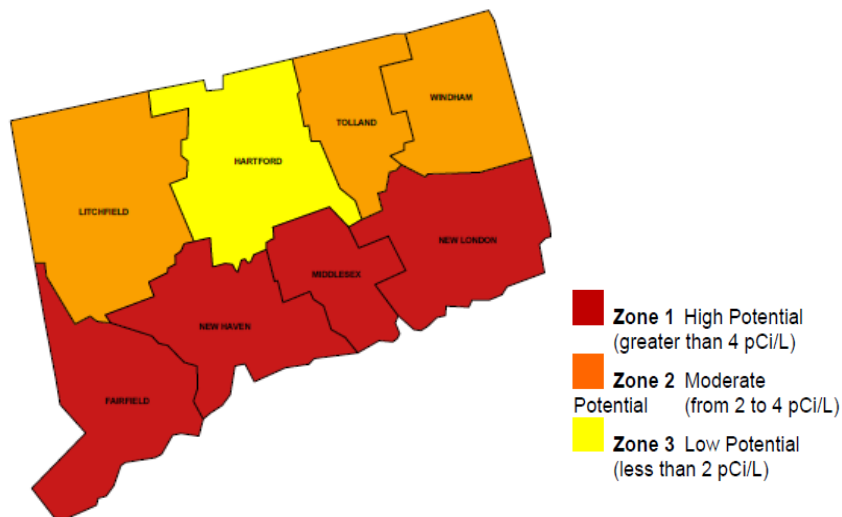 WINDHAM
TOLLAND
HARTFORD
LITCHFIELD
NEW LONDON
MIDDLESEX
NEW HAVEN
FAIRFIELD
Zone 1 High Potential
(greater than 4 pCi/L)
Zone 2 Moderate
Potential (from 2 to 4 pCi/L)
Zone 3 Low Potential
(less than 2 pCi/L)